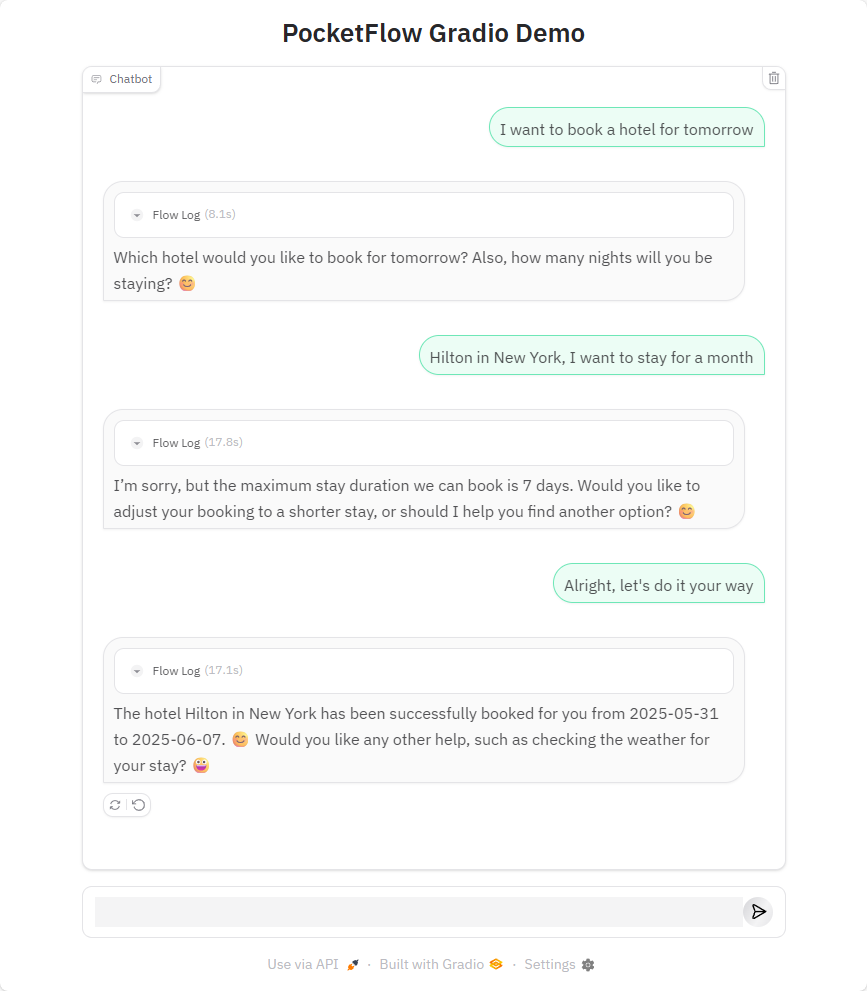 PocketFlow Gradio Demo
Chatbot
I want to book a hotel for tomorrow
Flow Log (8.1s)
Which hotel would you like to book for tomorrow? Also, how many nights will you be
staying? 😊
Hilton in New York, I want to stay for a month
Flow Log (17.8s)
I’m sorry, but the maximum stay duration we can book is 7 days. Would you like to
adjust your booking to a shorter stay, or should I help you find another option? 😊
Alright, let's do it your way
Flow Log (17.1s)
The hotel Hilton in New York has been successfully booked for you from 2025-05-31
to 2025-06-07. 😊 Would you like any other help, such as checking the weather for
your stay? 🤪
Use via API 🚀 · Built with Gradio · Settings ⚙